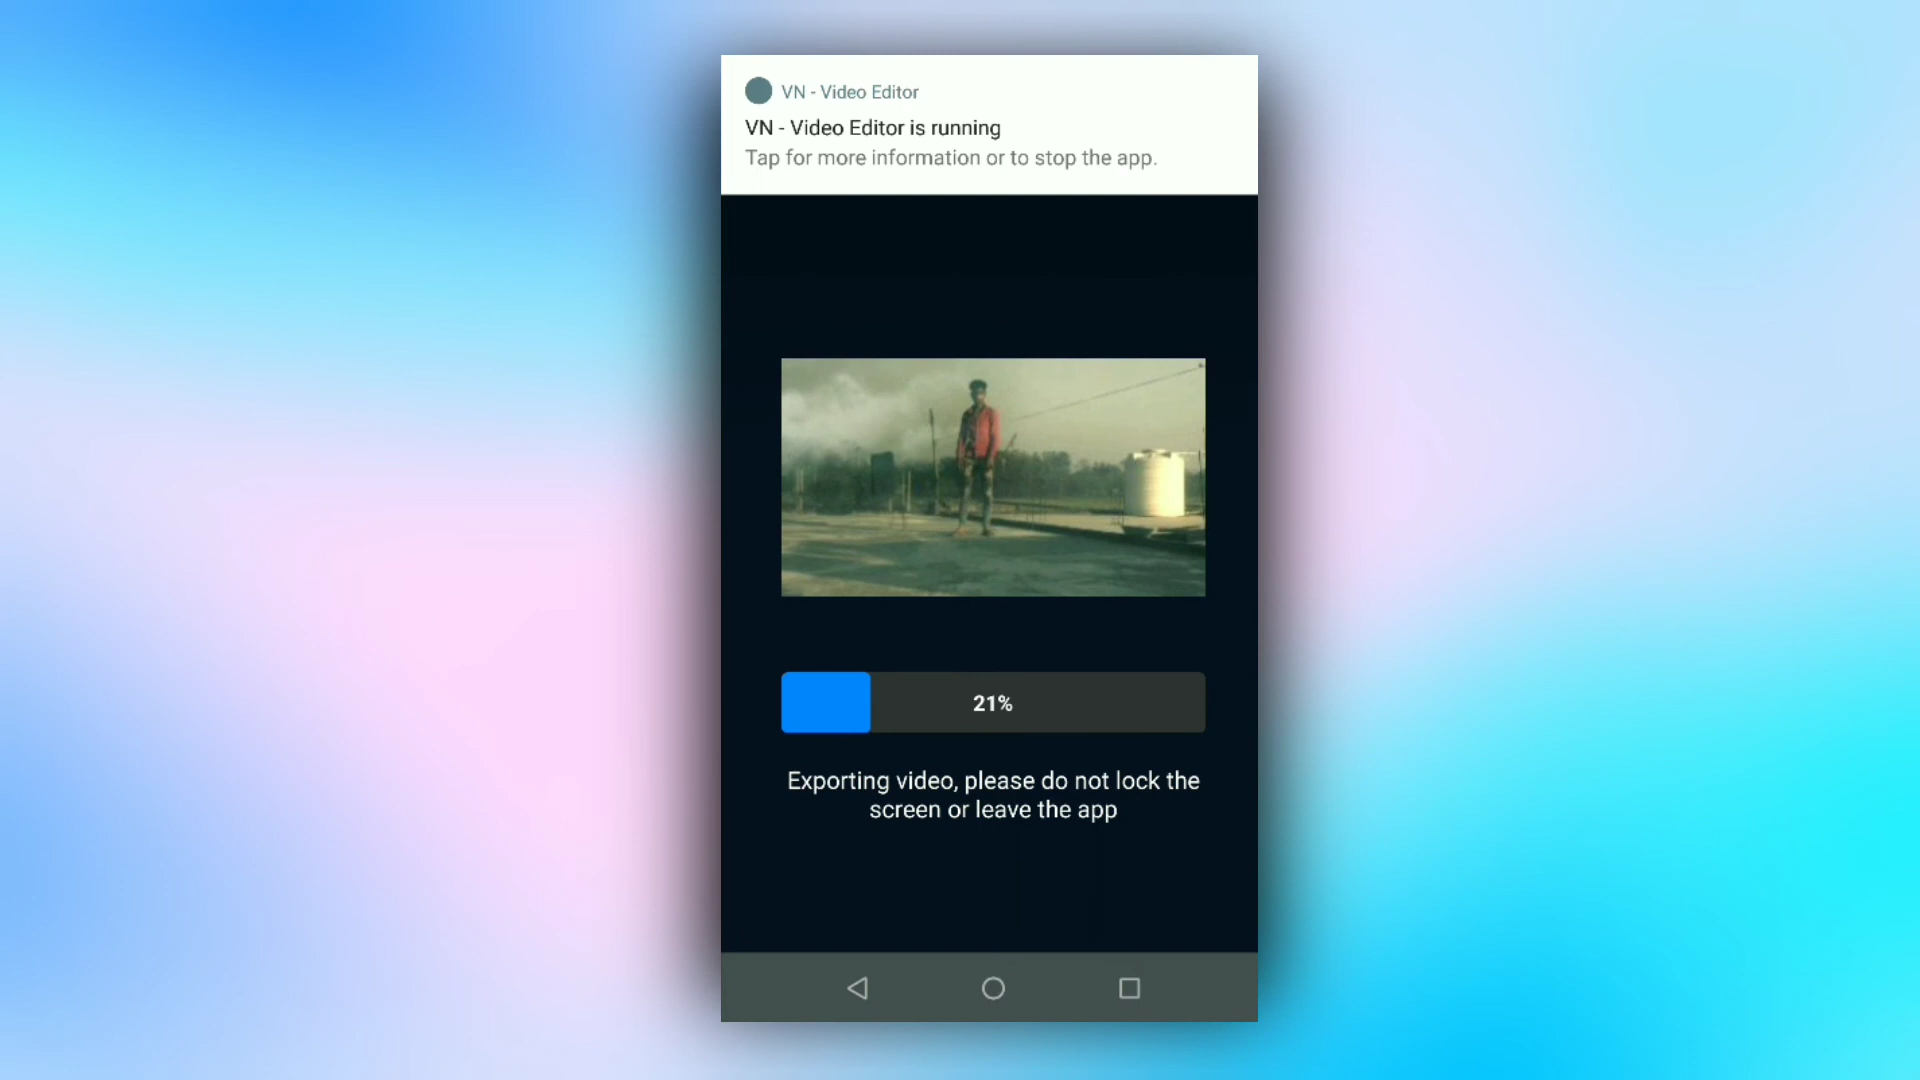 VN - Video Editor
VN - Video Editor is running
Tap for more information or to stop the app.
21%
Exporting video, please do not lock the
screen or leave the app